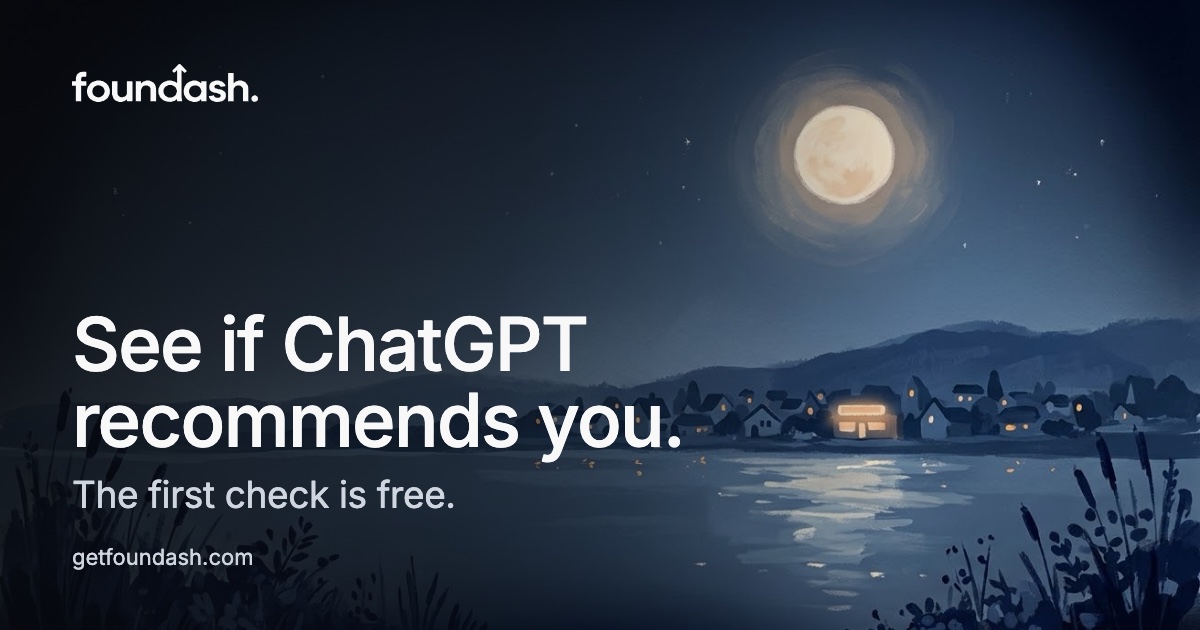 foundash.
See if ChatGPT
recommends you.
The first check is free.
getfoundash.com